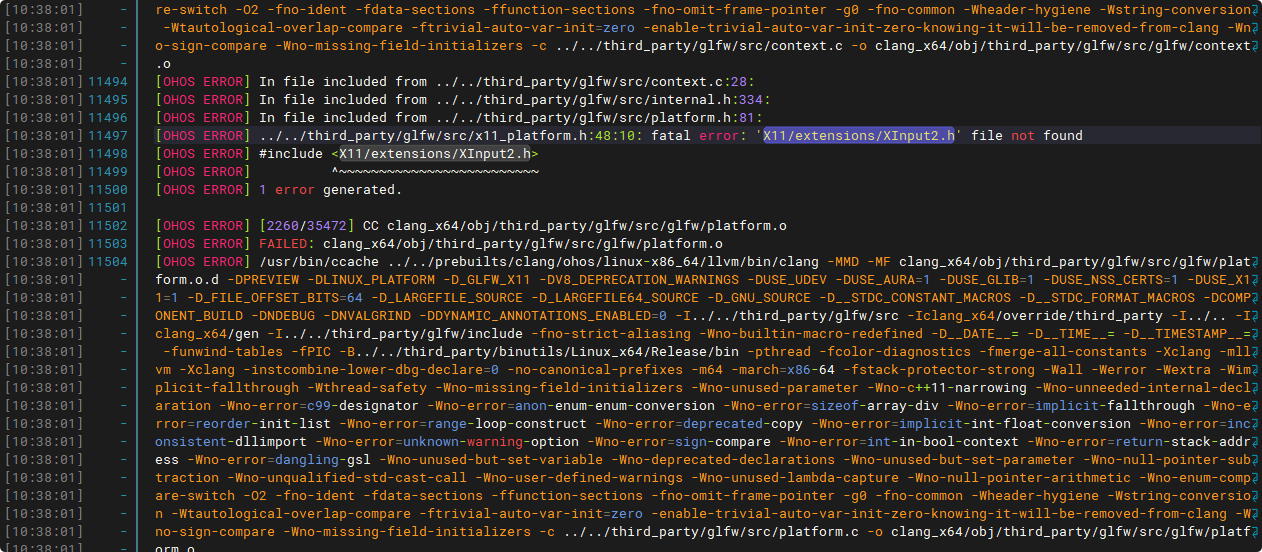 [10:38:01] re-switch -O2 -fno-ident -fdata-sections -ffunction-sections -fno-omit-frame-pointer -g0 -fno-common -Wheader-hygiene -Wstring-conversion
[10:38:01] - -Wtautological-overlap-compare -ftrivial-auto-var-init=zero -enable-trivial-auto-var-init-zero-knowing-it-will-be-removed-from-clang -Wn
[10:38:01] - o-sign-compare -Wno-missing-field-initializers -c ../../third_party/glfw/src/context.c -o clang_x64/obj/third_party/glfw/src/glfw/context
[10:38:01] - .o
[10:38:01] 11494 [OHOS ERROR] In file included from ../../third_party/glfw/src/context.c:28:
[10:38:01] 11495 [OHOS ERROR] In file included from ../../third_party/glfw/src/internal.h:334:
[10:38:01] 11496 [OHOS ERROR] In file included from ../../third_party/glfw/src/platform.h:81:
[10:38:01] 11497 [OHOS ERROR] ../../third_party/glfw/src/x11_platform.h:48:10: fatal error: 'X11/extensions/XInput2.h' file not found
[10:38:01] 11498 [OHOS ERROR] #include <X11/extensions/XInput2.h>
[10:38:01] 11499 [OHOS ERROR]          ^~~~~~~~~~~~~~~~~~~~~~~~~~
[10:38:01] 11500 [OHOS ERROR] 1 error generated.
[10:38:01] 11501
[10:38:01] 11502 [OHOS ERROR] [2260/35472] CC clang_x64/obj/third_party/glfw/src/glfw/platform.o
[10:38:01] 11503 [OHOS ERROR] FAILED: clang_x64/obj/third_party/glfw/src/glfw/platform.o
[10:38:01] 11504 [OHOS ERROR] /usr/bin/ccache ../../prebuilts/clang/ohos/linux-x86_64/llvm/bin/clang -MMD -MF clang_x64/obj/third_party/glfw/src/glfw/plat
[10:38:01] - form.o.d -DPREVIEW -DLINUX_PLATFORM -D_GLFW_X11 -DV8_DEPRECATION_WARNINGS -DUSE_UDEV -DUSE_AURA=1 -DUSE_GLIB=1 -DUSE_NSS_CERTS=1 -DUSE_X1
[10:38:01] - 1=1 -D_FILE_OFFSET_BITS=64 -D_LARGEFILE_SOURCE -D_LARGEFILE64_SOURCE -D_GNU_SOURCE -D__STDC_CONSTANT_MACROS -D__STDC_FORMAT_MACROS -DCOMP
[10:38:01] - ONENT_BUILD -DNDEBUG -DNVALGRIND -DDYNAMIC_ANNOTATIONS_ENABLED=0 -I../../third_party/glfw/src -Iclang_x64/override/third_party -I../.. -I
[10:38:01] - clang_x64/gen -I../../third_party/glfw/include -fno-strict-aliasing -Wno-builtin-macro-redefined -D__DATE__= -D__TIME__= -D__TIMESTAMP__=
[10:38:01] - -funwind-tables -fPIC -B../../third_party/binutils/Linux_x64/Release/bin -pthread -fcolor-diagnostics -fmerge-all-constants -Xclang -mll
[10:38:01] - vm -Xclang -instcombine-lower-dbg-declare=0 -no-canonical-prefixes -m64 -march=x86-64 -fstack-protector-strong -Wall -Werror -Wextra -Wim
[10:38:01] - plicit-fallthrough -Wthread-safety -Wno-missing-field-initializers -Wno-unused-parameter -Wno-c++11-narrowing -Wno-unneeded-internal-decl
[10:38:01] - aration -Wno-error=c99-designator -Wno-error=anon-enum-enum-conversion -Wno-error=sizeof-array-div -Wno-error=implicit-fallthrough -Wno-e
[10:38:01] - rror=reorder-init-list -Wno-error=range-loop-construct -Wno-error=deprecated-copy -Wno-error=implicit-int-float-conversion -Wno-error=inc
[10:38:01] - onsistent-dllimport -Wno-error=unknown-warning-option -Wno-error=sign-compare -Wno-error=int-in-bool-context -Wno-error=return-stack-addr
[10:38:01] - ess -Wno-error=dangling-gsl -Wno-unused-but-set-variable -Wno-deprecated-declarations -Wno-unused-but-set-parameter -Wno-null-pointer-sub
[10:38:01] - traction -Wno-unqualified-std-cast-call -Wno-user-defined-warnings -Wno-unused-lambda-capture -Wno-null-pointer-arithmetic -Wno-enum-comp
[10:38:01] - are-switch -O2 -fno-ident -fdata-sections -ffunction-sections -fno-omit-frame-pointer -g0 -fno-common -Wheader-hygiene -Wstring-conversio
[10:38:01] - n -Wtautological-overlap-compare -ftrivial-auto-var-init=zero -enable-trivial-auto-var-init-zero-knowing-it-will-be-removed-from-clang -W
[10:38:01] - no-sign-compare -Wno-missing-field-initializers -c ../../third_party/glfw/src/platform.c -o clang_x64/obj/third_party/glfw/src/glfw/platf
[10:38:01] - orm.o